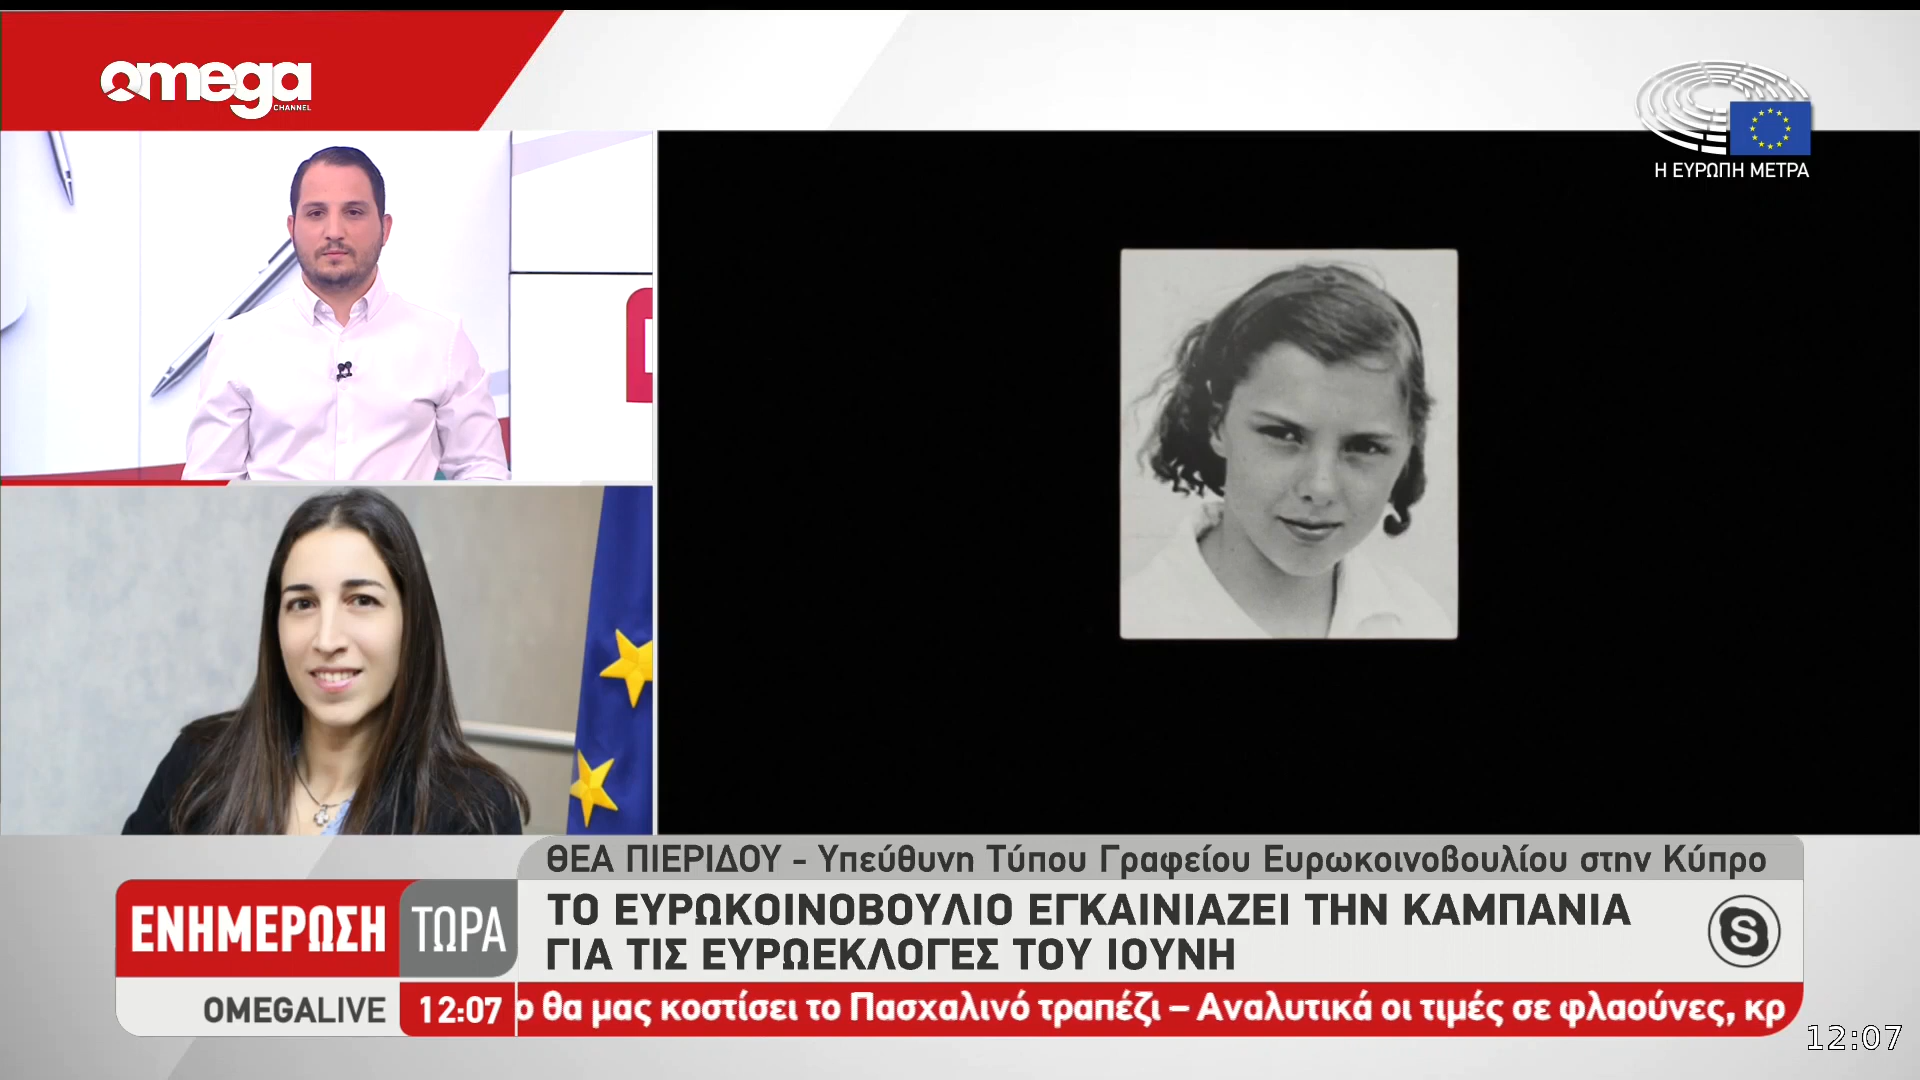 omega
CHANNEL
Η ΕΥΡΩΠΗ ΜΕΤΡΑ
ΘΕΑ ΠΙΕΡΙΔΟΥ - Υπεύθυνη Τύπου Γραφείου Ευρωκοινοβουλίου στην Κύπρο
ΕΝΗΜΕΡΩΣΗ ΤΩΡΑ
ΤΟ ΕΥΡΩΚΟΙΝΟΒΟΥΛΙΟ ΕΓΚΑΙΝΙΑΖΕΙ ΤΗΝ ΚΑΜΠΑΝΙΑ
ΓΙΑ ΤΙΣ ΕΥΡΩΕΚΛΟΓΕΣ ΤΟΥ ΙΟΥΝΗ
S
OMEGALIVE
12:07
ο θα μας κοστίσει το Πασχαλινό τραπέζι – Αναλυτικά οι τιμές σε φλαούνες, κρ
12:07